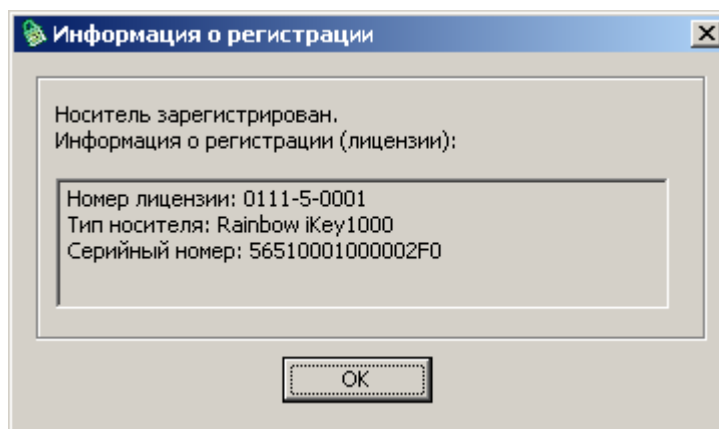 Информация о регистрации
Носитель зарегистрирован.
Информация о регистрации (лицензии):
Номер лицензии: 0111-5-0001
Тип носителя: Rainbow iKey1000
Серийный номер: 56510001000002F0
OK